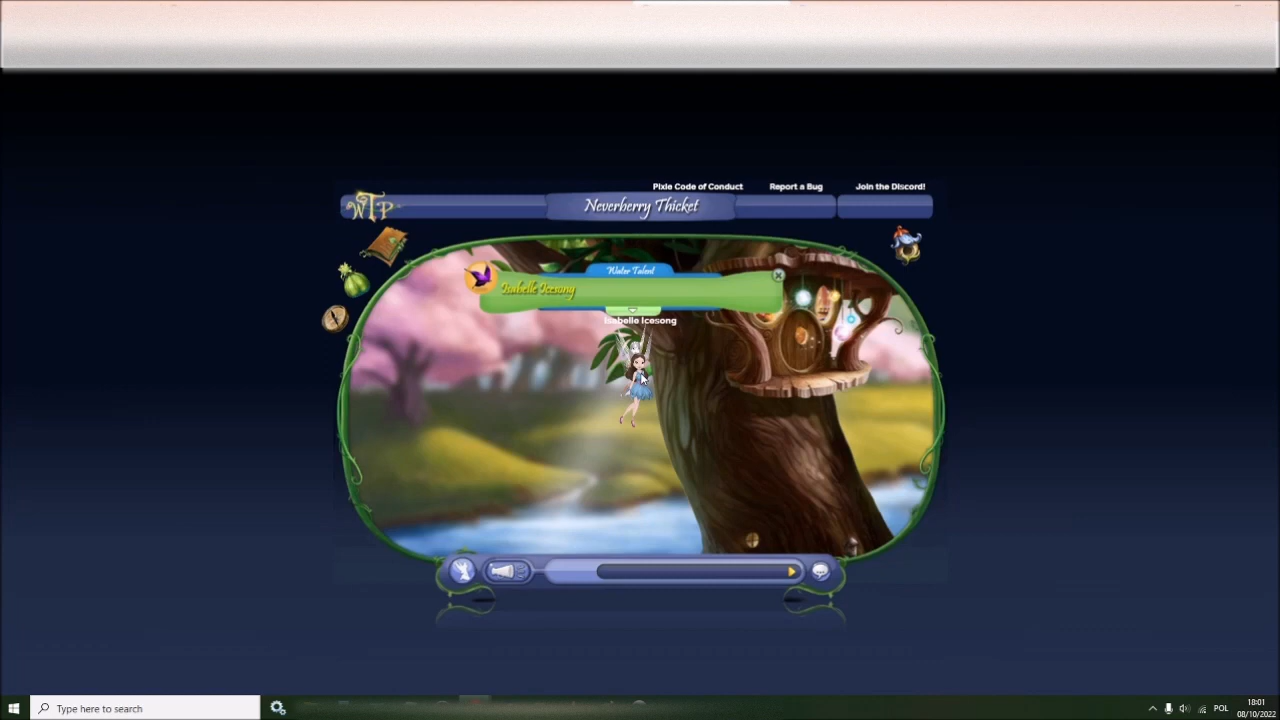 Pixie Code of Conduct
Report a Bug
Join the Discord!
WTP
Neverberry Thicket
Water Talent
Isabelle Icesong
Isabelle Icesong
Type here to search
POL
18:01
08/10/2022